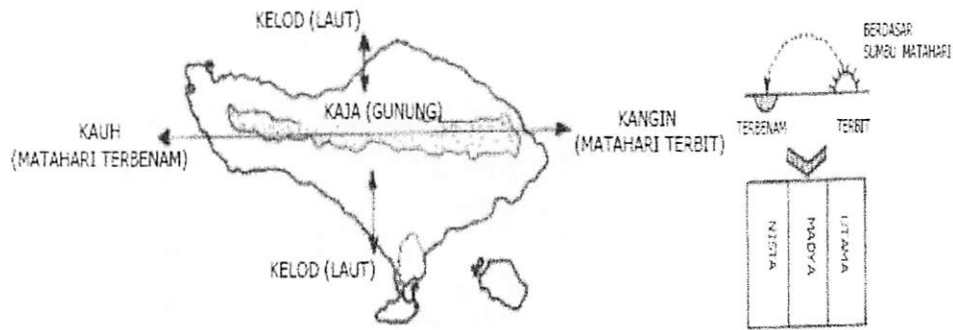 KELOD (LAUT)
BERDASAR
SUMBU MATAHARI
KAJA (GUNUNG)
KAUH
(MATAHARI TERBENAM)
KANGIN
(MATAHARI TERBIT)
TERBENAM
TERBIT
KELOD (LAUT)
NISTA
MADYA
UTAMA